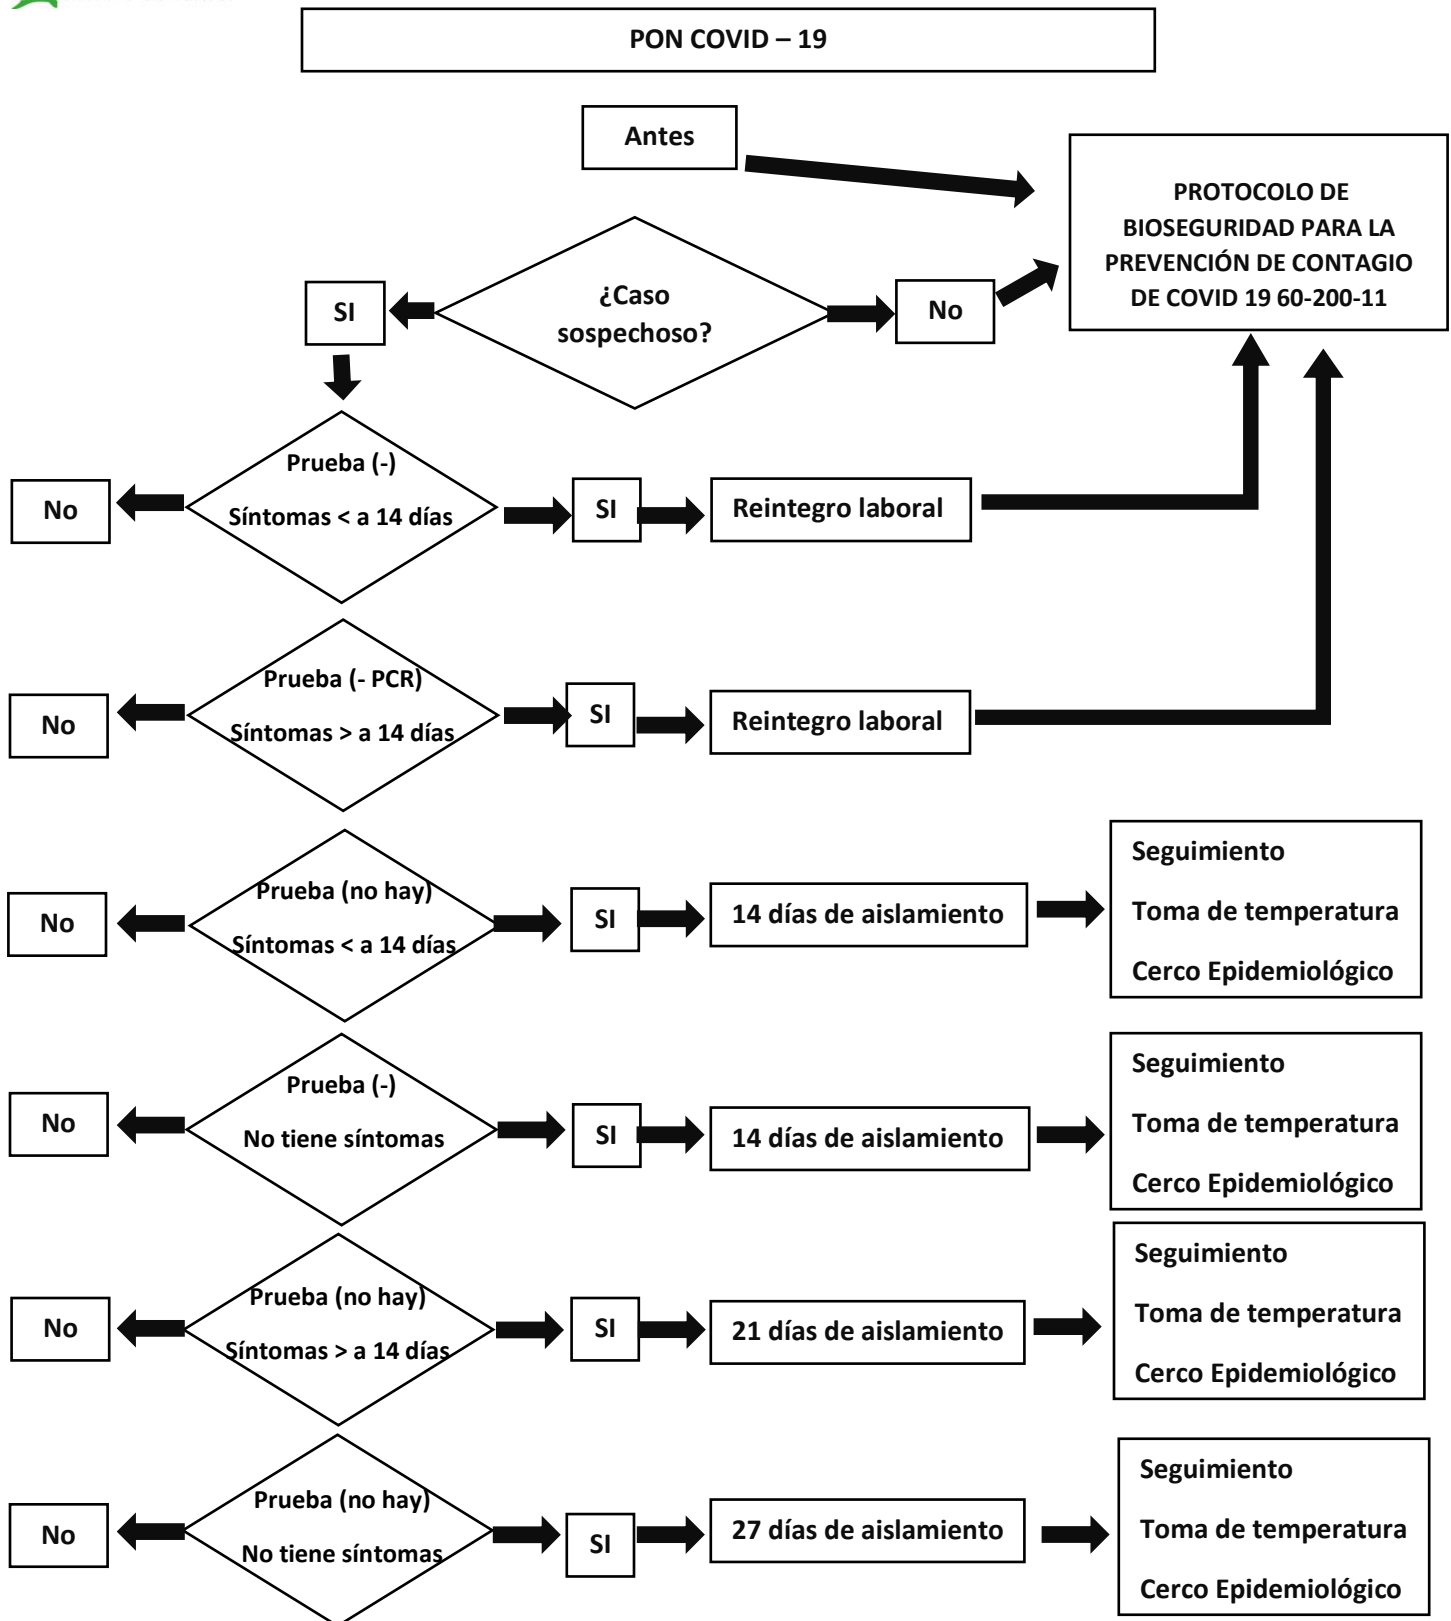 PON COVID – 19
Antes
PROTOCOLO DE
BIOSEGURIDAD PARA LA
PREVENCIÓN DE CONTAGIO
DE COVID 19 60-200-11
SI
¿Caso
sospechoso?
No
No
Prueba (-)
Síntomas < a 14 días
SI
Reintegro laboral
No
Prueba (- PCR)
Síntomas > a 14 días
SI
Reintegro laboral
No
Prueba (no hay)
Síntomas < a 14 días
SI
14 días de aislamiento
Seguimiento
Toma de temperatura
Cerco Epidemiológico
No
Prueba (-)
No tiene síntomas
SI
14 días de aislamiento
Seguimiento
Toma de temperatura
Cerco Epidemiológico
No
Prueba (no hay)
Síntomas > a 14 días
SI
21 días de aislamiento
Seguimiento
Toma de temperatura
Cerco Epidemiológico
No
Prueba (no hay)
No tiene síntomas
SI
27 días de aislamiento
Seguimiento
Toma de temperatura
Cerco Epidemiológico